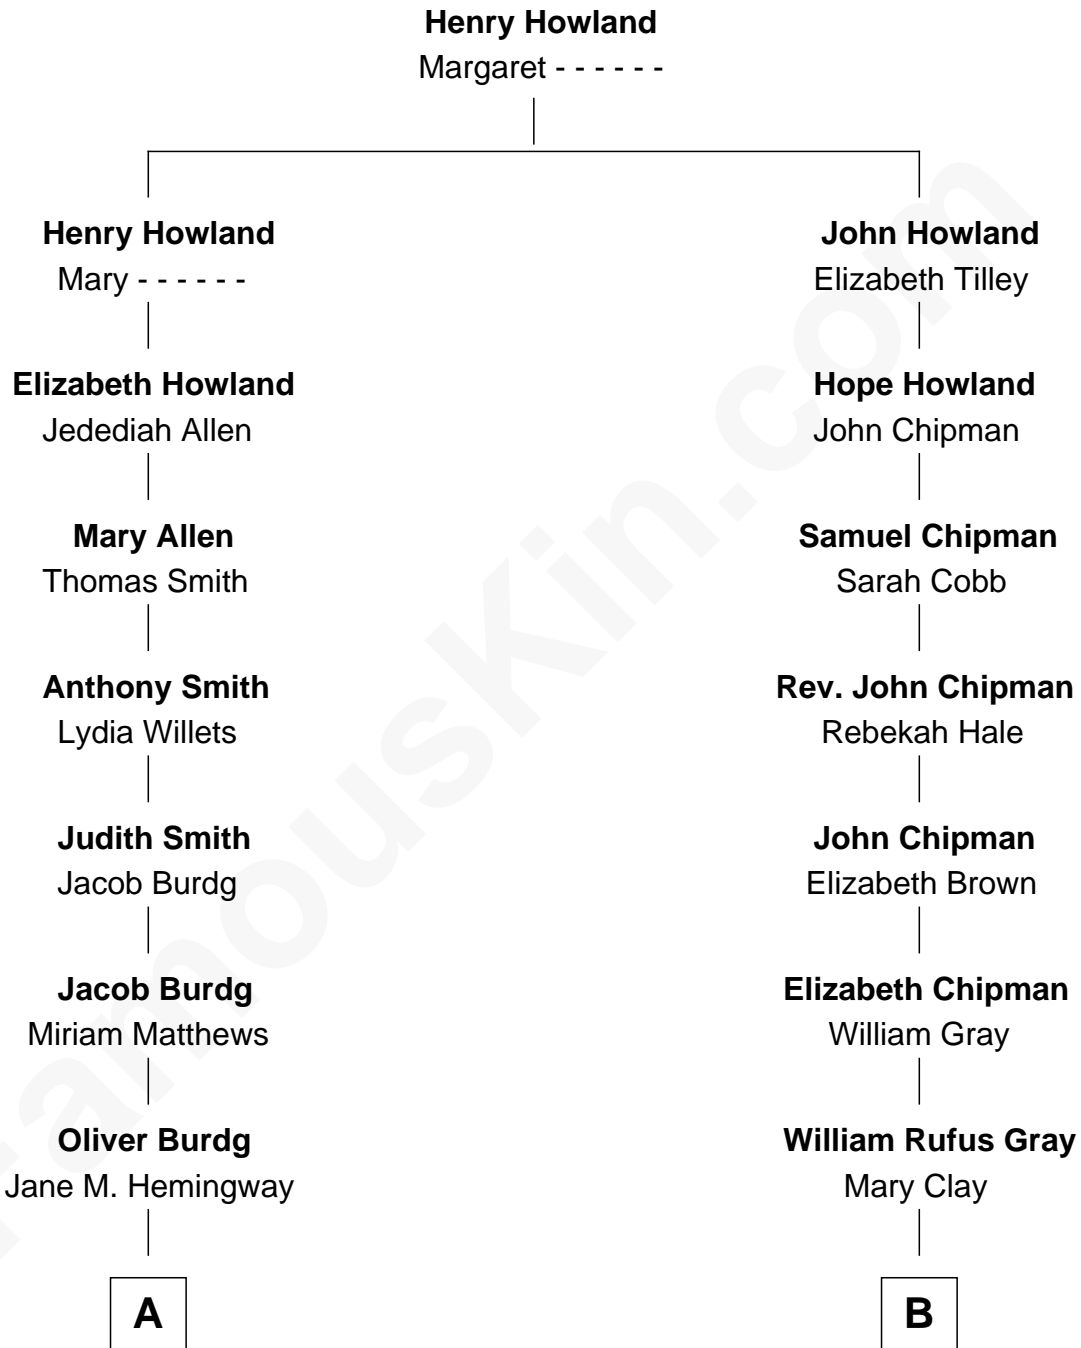 Henry Howland
Margaret - - - - - -
Henry Howland
Mary - - - - - -
John Howland
Elizabeth Tilley
Elizabeth Howland
Jedediah Allen
Hope Howland
John Chipman
Mary Allen
Thomas Smith
Samuel Chipman
Sarah Cobb
Anthony Smith
Lydia Willets
Rev. John Chipman
Rebekah Hale
Judith Smith
Jacob Burdg
John Chipman
Elizabeth Brown
Jacob Burdg
Miriam Matthews
Elizabeth Chipman
William Gray
Oliver Burdg
Jane M. Hemingway
William Rufus Gray
Mary Clay
A
B
FamousKin.com